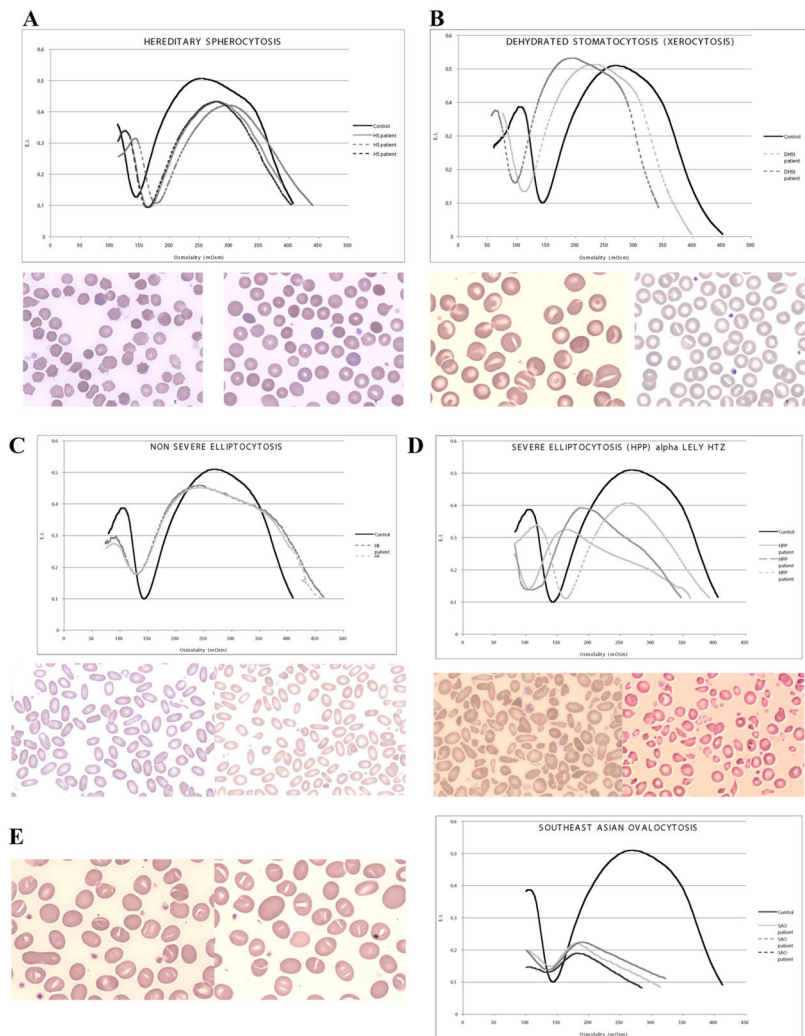 A
HEREDITARY SPHEROCYTOSIS
0.6
0.5
0.4
0.3
0.2
0.1
0
E.I.
0 50 100 150 200 250 300 350 400 450 500
Osmolality (mOsm)
Control
HS patient
HS patient
HS patient
B
DEHYDRATED STOMATOCYTOSIS (XEROCYTOSIS)
0.6
0.5
0.4
0.3
0.2
0.1
0
E.I.
0 50 100 150 200 250 300 350 400 450 500
Osmolality (mOsm)
Control
DHSt
patient
DHSt
patient
C
NON SEVERE ELLIPTOCYTOSIS
0.6
0.5
0.4
0.3
0.2
0.1
0
E.I.
0 50 100 150 200 250 300 350 400 450 500
Osmolality (mOsm)
Control
HE
patient
D
SEVERE ELLIPTOCYTOSIS (HPP) alpha LELY HTZ
0.6
0.5
0.4
0.3
0.2
0.1
0
E.I.
0 50 100 150 200 250 300 350 400 450 500
Osmolality (mOsm)
Control
HPP
patient
HPP
patient
HPP
patient
E
SOUTHEAST ASIAN OVALOCYTOSIS
0.6
0.5
0.4
0.3
0.2
0.1
0
E.I.
0 50 100 150 200 250 300 350 400 450 500
Osmolality (mOsm)
Control
SAO
patient
SAO
patient
SAO
patient